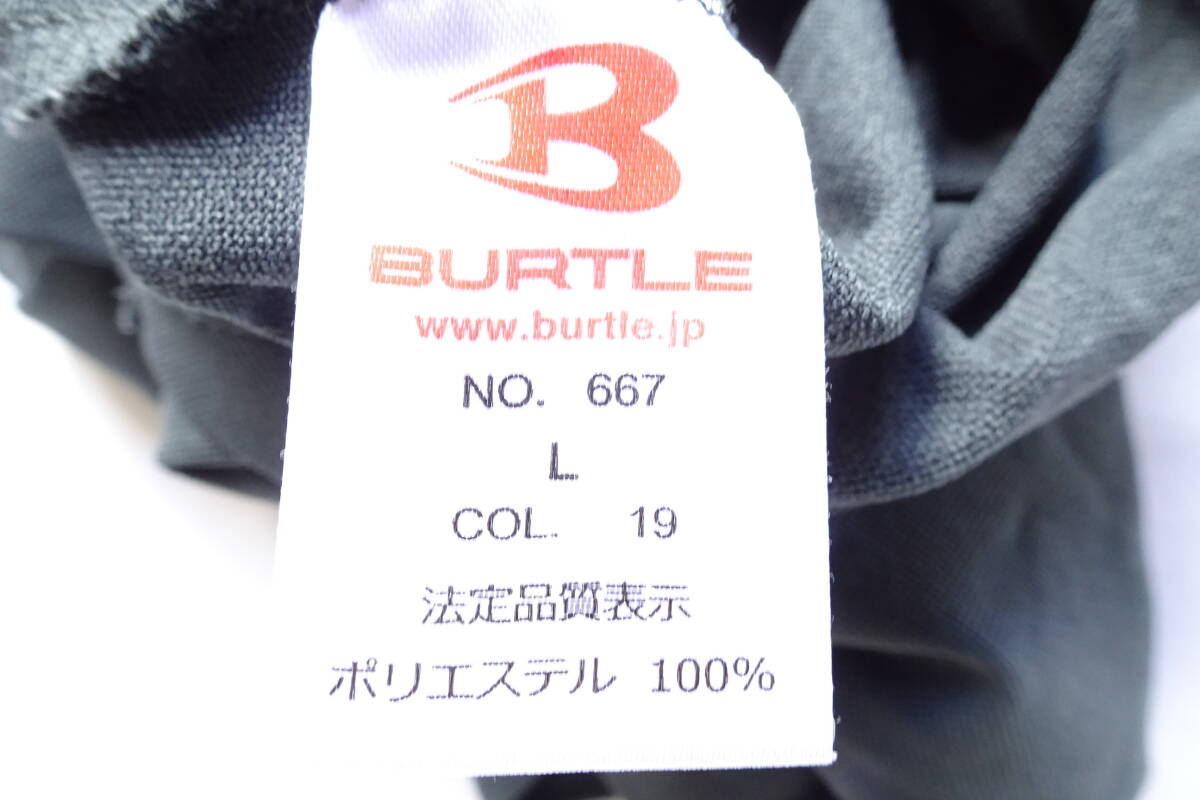 B
BURTLE
www.burtle.jp
NO. 667
L
COL. 19
法定品質表示
ポリエステル 100%